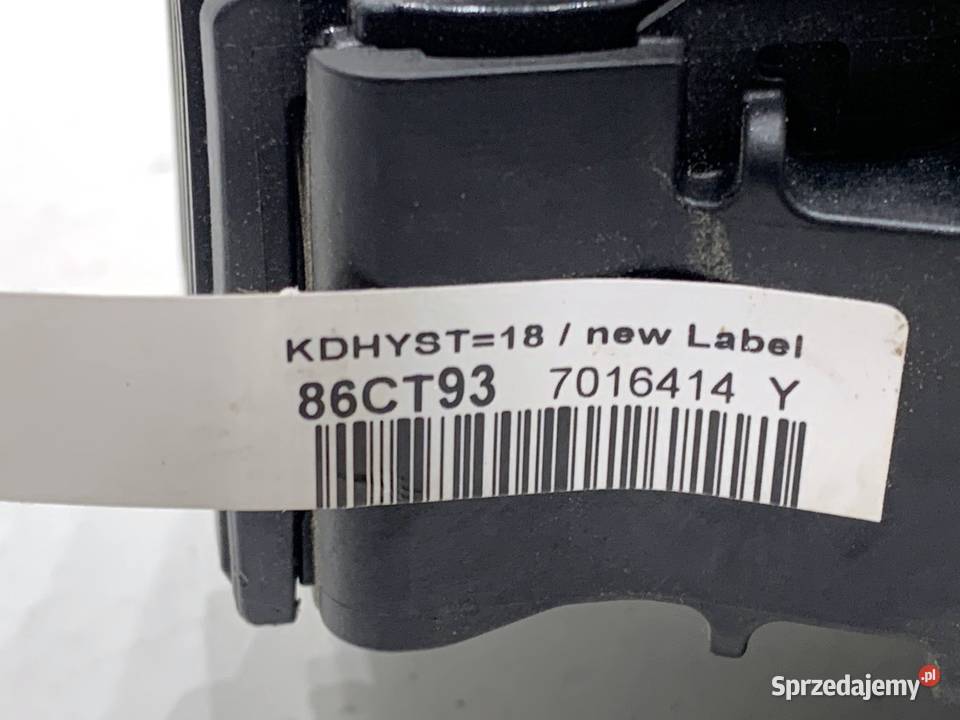 KDHYST=18 / new Label
86CT93 7016414 Y
Sprzedajemy.pl